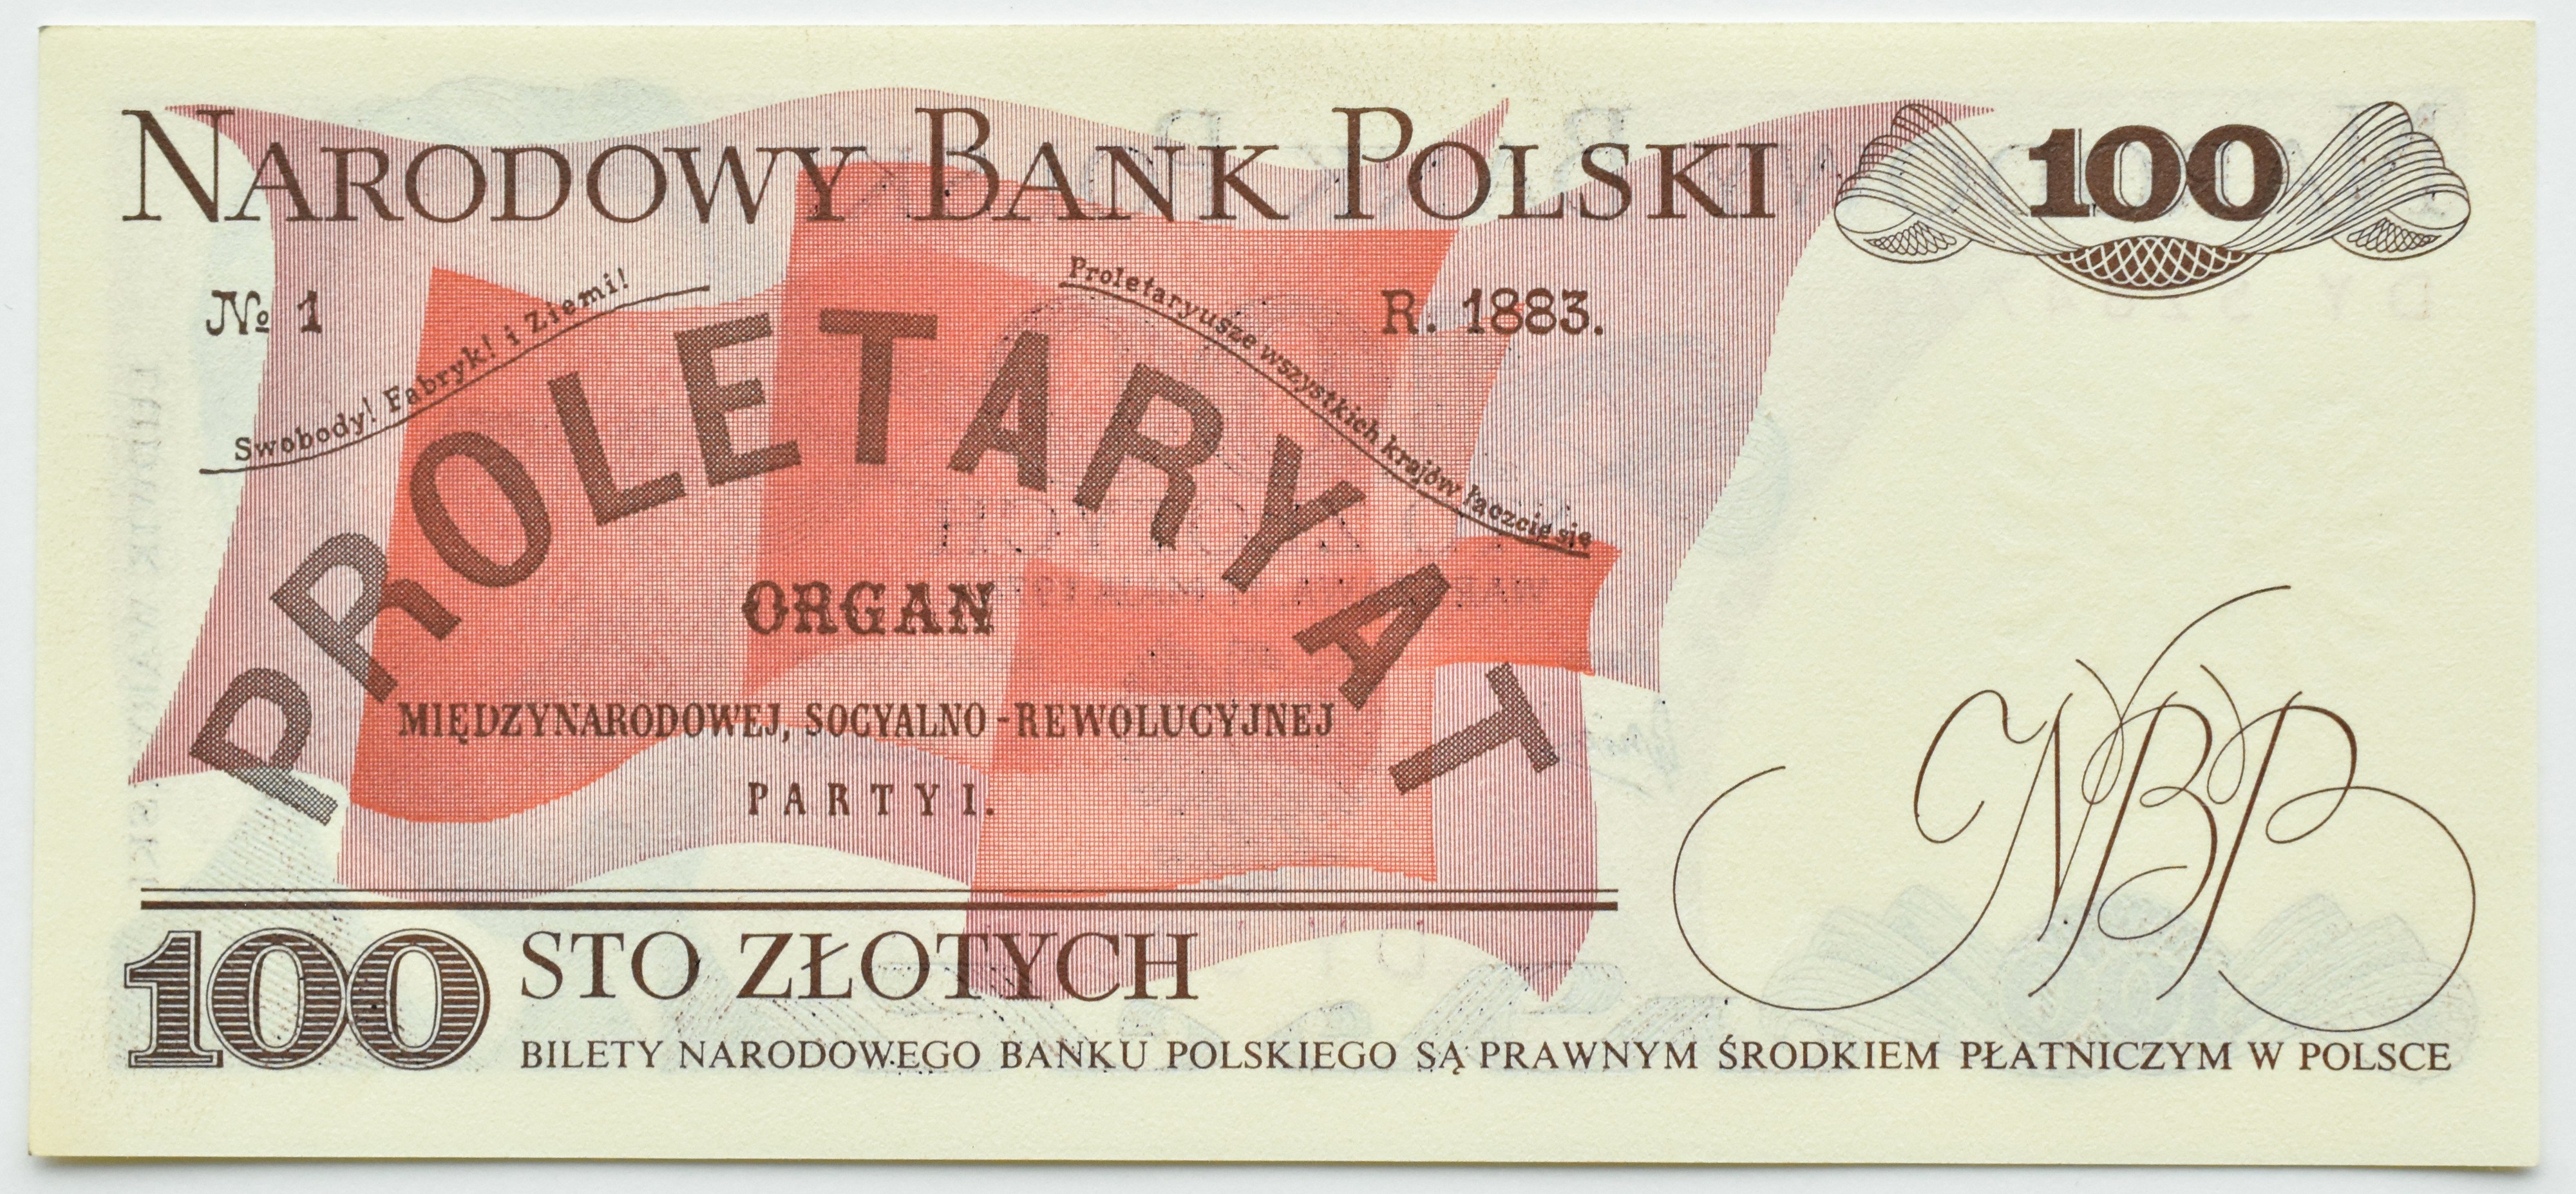 NARODOWY BANK POLSKI 100
№ 1
R. 1883.
Swobody! Fabryk! i Ziemi!
Proletaryusze wszystkich krajów łączcie się
PROLETARYAT
ORGAN
MIĘDZYNARODOWEJ, SOCYALNO-REWOLUCYJNEJ
PARTYI.
NBP
100 STO ZŁOTYCH
BILETY NARODOWEGO BANKU POLSKIEGO SĄ PRAWNYM ŚRODKIEM PŁATNICZYM W POLSCE